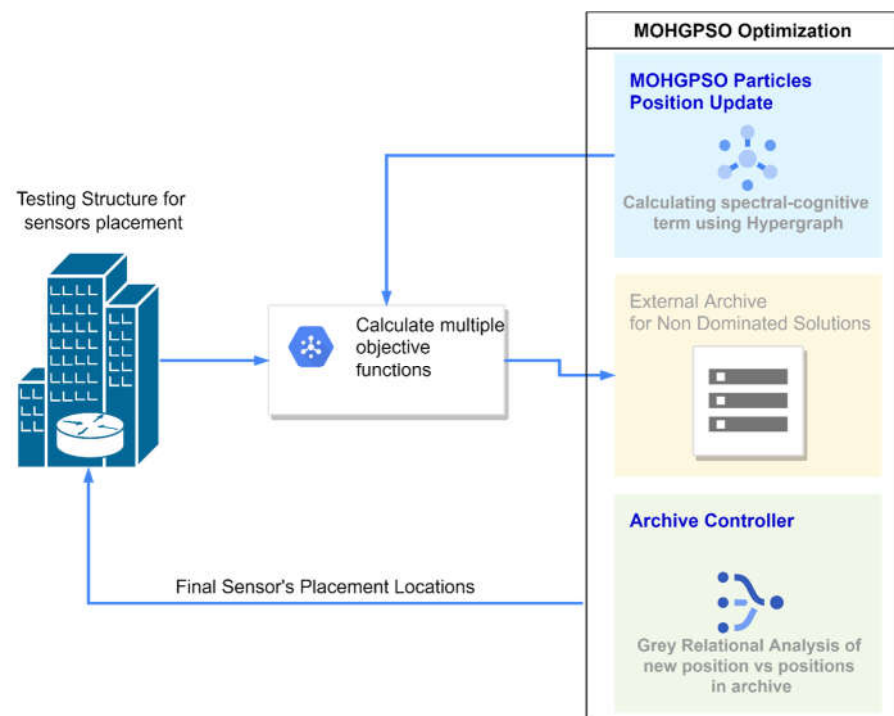 MOHGPSO Optimization
MOHGPSO Particles
Position Update
Calculating spectral-cognitive
term using Hypergraph
Testing Structure for
sensors placement
Calculate multiple
objective
functions
External Archive
for Non Dominated Solutions
Archive Controller
Grey Relational Analysis of
new position vs positions
in archive
Final Sensor's Placement Locations